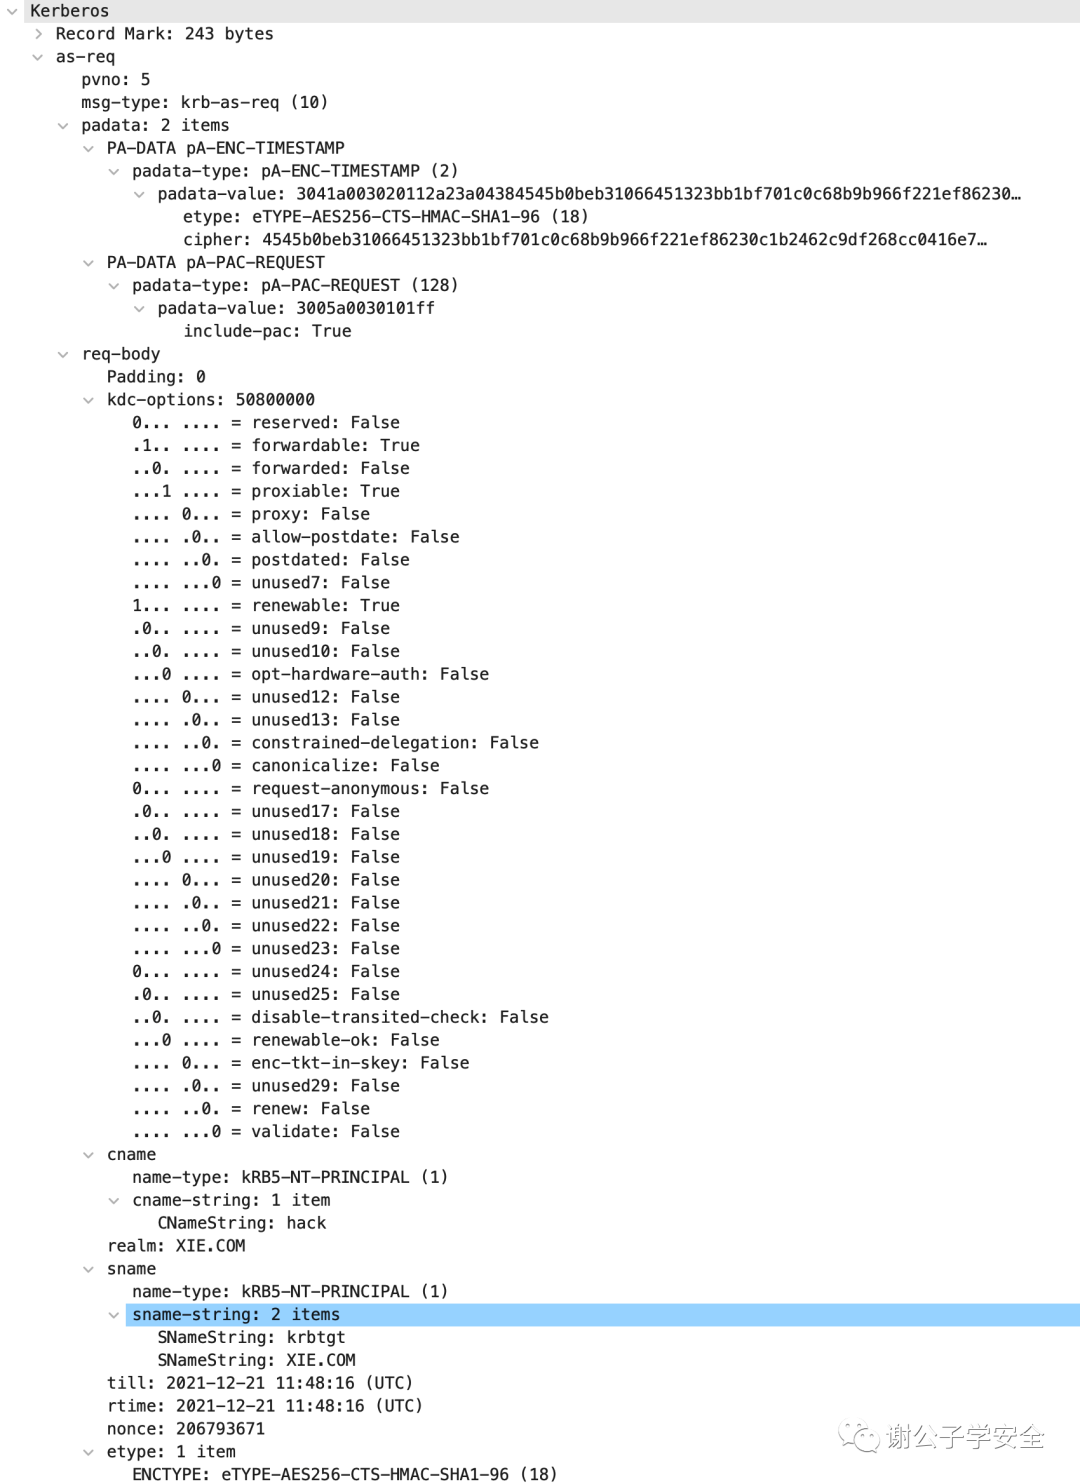 Kerberos
Record Mark: 243 bytes
as-req
pvno: 5
msg-type: krb-as-req (10)
padata: 2 items
PA-DATA pA-ENC-TIMESTAMP
padata-type: pA-ENC-TIMESTAMP (2)
padata-value: 3041a003020112a23a04384545b0beb31066451323bb1bf701c0c68b9b966f221ef86230…
etype: eTYPE-AES256-CTS-HMAC-SHA1-96 (18)
cipher: 4545b0beb31066451323bb1bf701c0c68b9b966f221ef86230c1b2462c9df268cc0416e7…
PA-DATA pA-PAC-REQUEST
padata-type: pA-PAC-REQUEST (128)
padata-value: 3005a0030101ff
include-pac: True
req-body
Padding: 0
kdc-options: 50800000
0... .... = reserved: False
.1.. .... = forwardable: True
..0. .... = forwarded: False
...1 .... = proxiable: True
.... 0... = proxy: False
.... .0.. = allow-postdate: False
.... ..0. = postdated: False
.... ...0 = unused7: False
1... .... = renewable: True
.0.. .... = unused9: False
..0. .... = unused10: False
...0 .... = opt-hardware-auth: False
.... 0... = unused12: False
.... .0.. = unused13: False
.... ..0. = constrained-delegation: False
.... ...0 = canonicalize: False
0... .... = request-anonymous: False
.0.. .... = unused17: False
..0. .... = unused18: False
...0 .... = unused19: False
.... 0... = unused20: False
.... .0.. = unused21: False
.... ..0. = unused22: False
.... ...0 = unused23: False
0... .... = unused24: False
.0.. .... = unused25: False
..0. .... = disable-transited-check: False
...0 .... = renewable-ok: False
.... 0... = enc-tkt-in-skey: False
.... .0.. = unused29: False
.... ..0. = renew: False
.... ...0 = validate: False
cname
name-type: kRB5-NT-PRINCIPAL (1)
cname-string: 1 item
CNameString: hack
realm: XIE.COM
sname
name-type: kRB5-NT-PRINCIPAL (1)
sname-string: 2 items
SNameString: krbtgt
SNameString: XIE.COM
till: 2021-12-21 11:48:16 (UTC)
rtime: 2021-12-21 11:48:16 (UTC)
nonce: 206793671
etype: 1 item
ENCTYPE: eTYPE-AES256-CTS-HMAC-SHA1-96 (18)
谢公子学安全